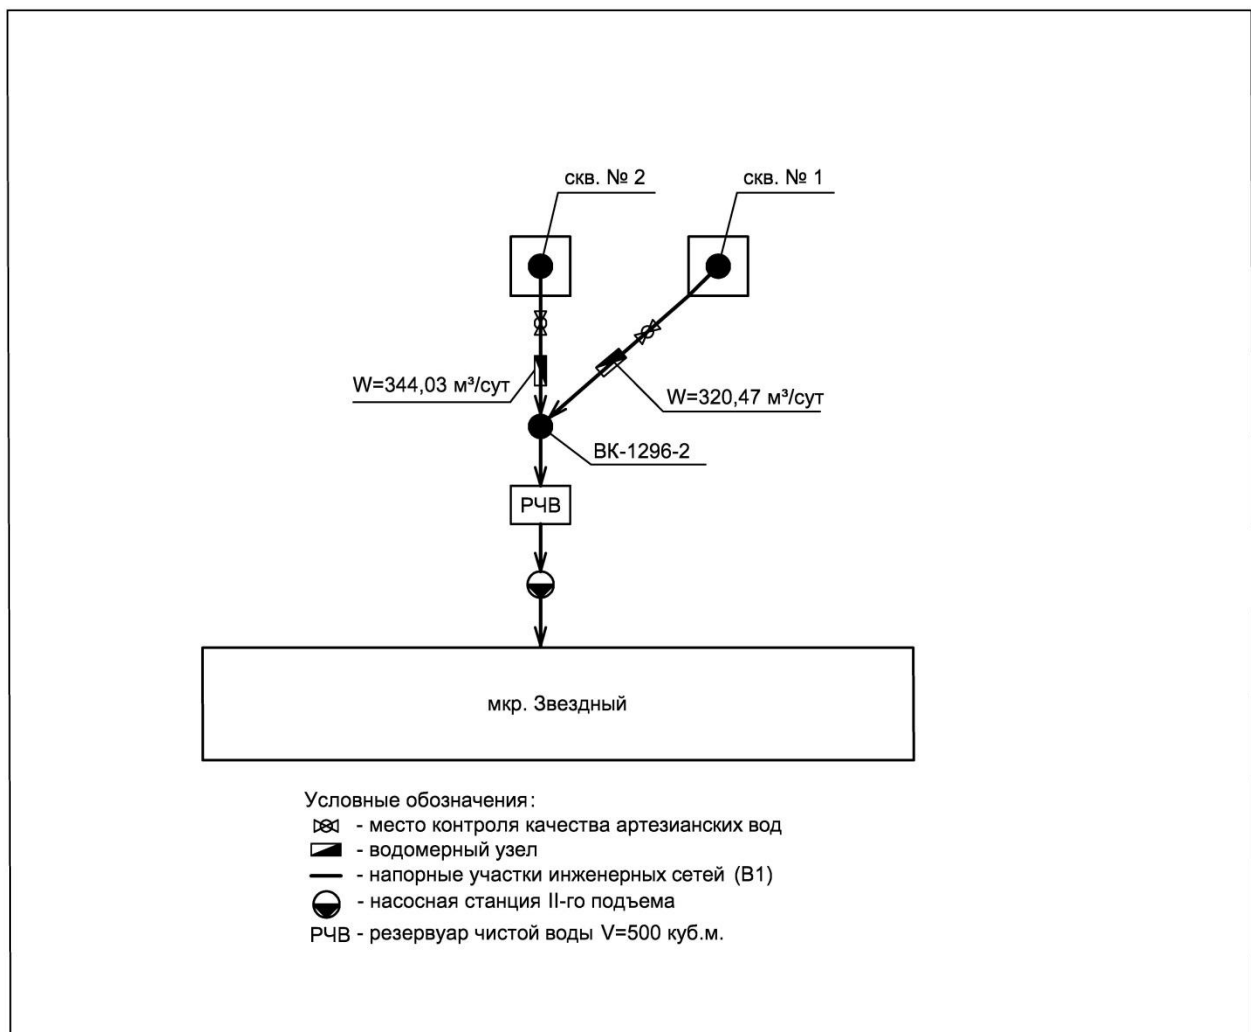 скв. № 2
скв. № 1
W=344,03 м³/сут
W=320,47 м³/сут
ВК-1296-2
РЧВ
мкр. Звездный
Условные обозначения:
- место контроля качества артезианских вод
- водомерный узел
- напорные участки инженерных сетей (В1)
- насосная станция II-го подъема
РЧВ - резервуар чистой воды V=500 куб.м.